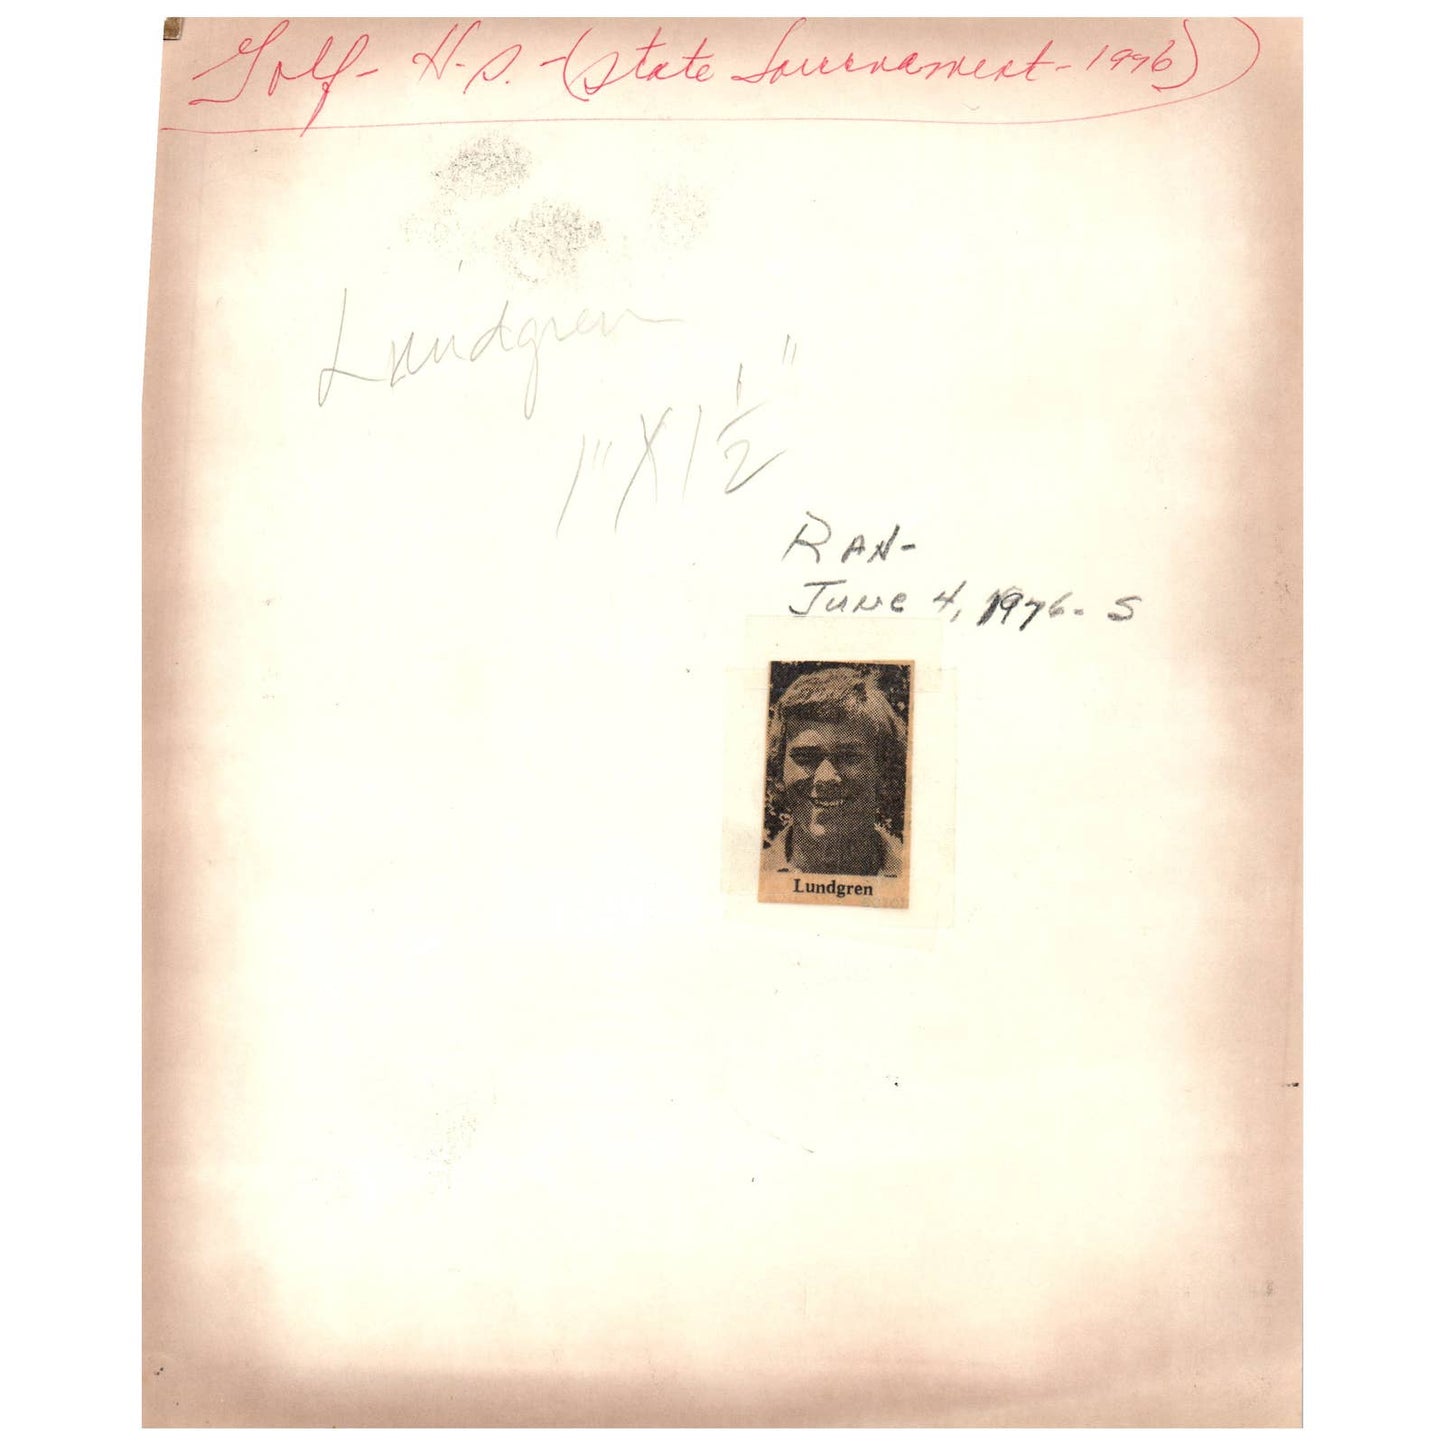 Golf - H.S. - (State Tournament - 1976)
Lundgren
1" X 1 1/2"
RAN-
JUNE 4, 1976 - S
Lundgren